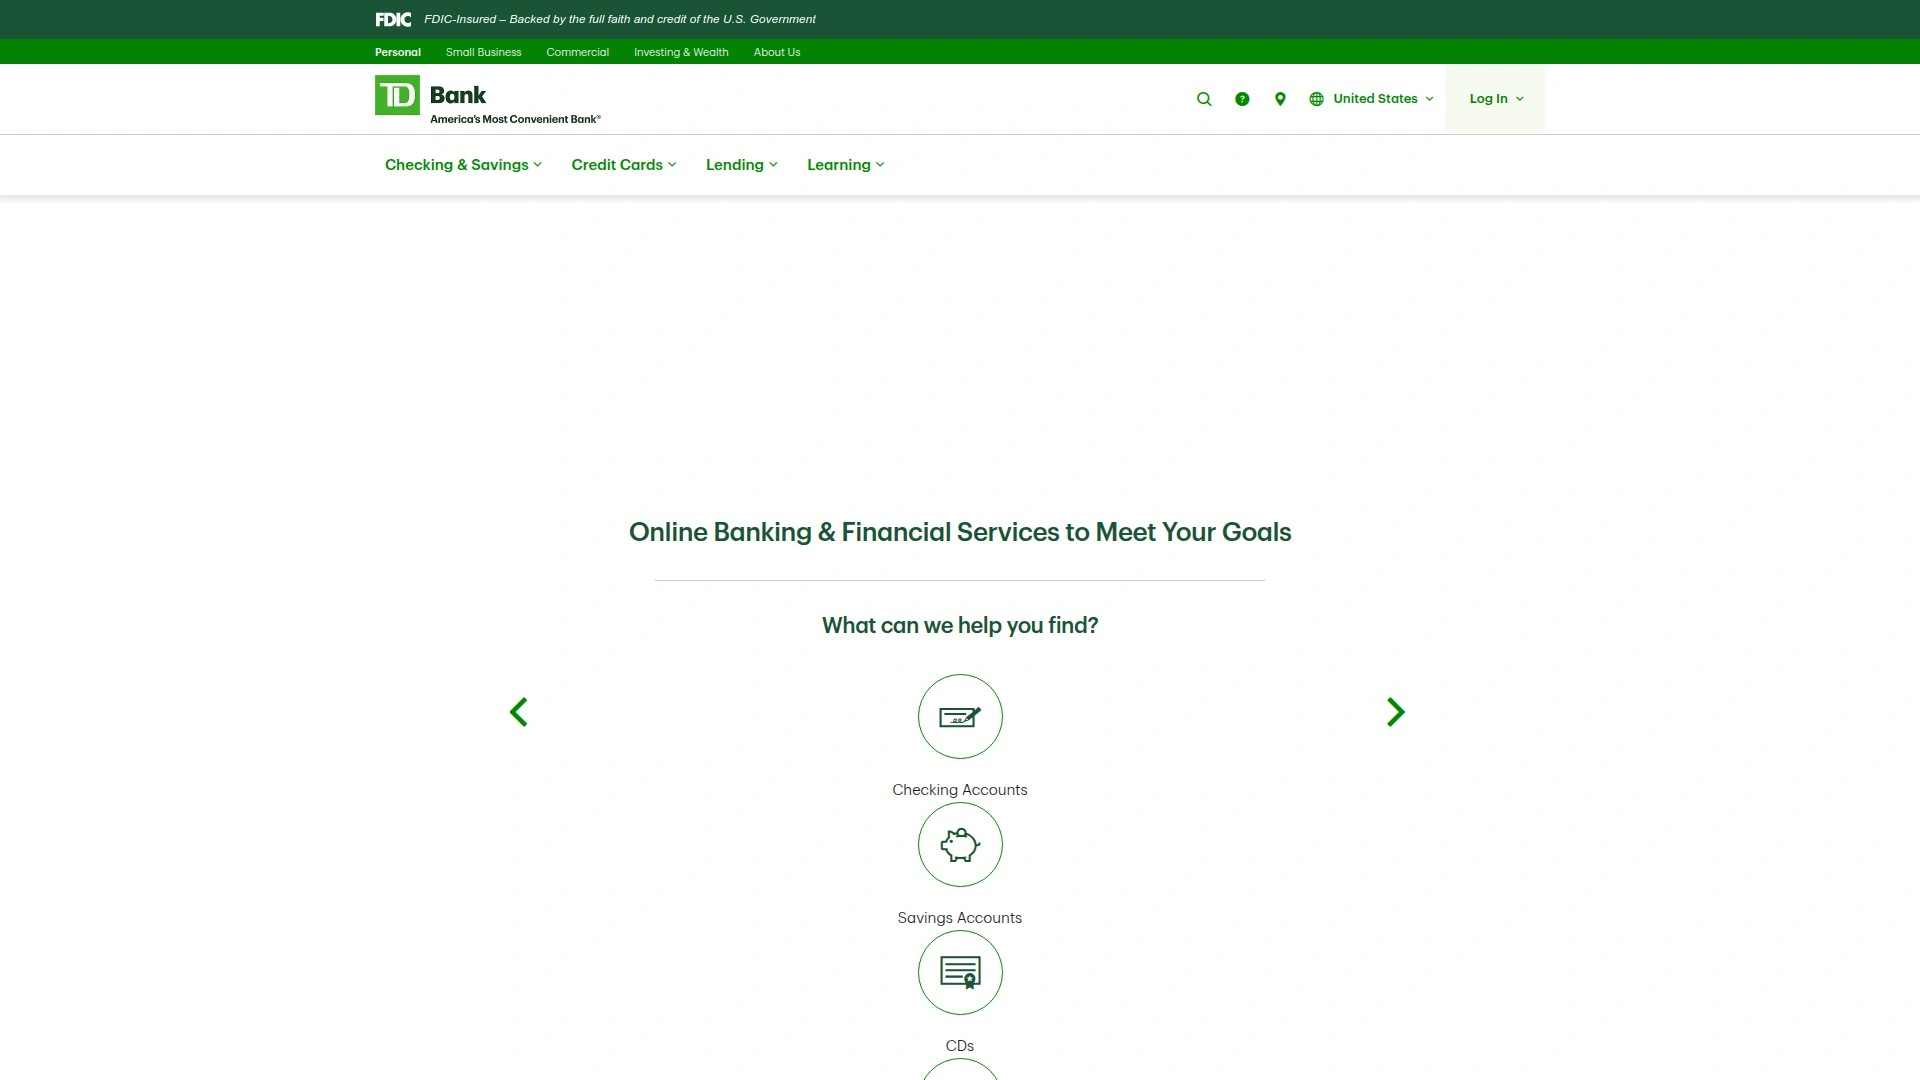 FDIC FDIC-Insured – Backed by the full faith and credit of the U.S. Government
Personal Small Business Commercial Investing & Wealth About Us
TD Bank
America's Most Convenient Bank®
? United States Log In
Checking & Savings Credit Cards Lending Learning
Online Banking & Financial Services to Meet Your Goals
What can we help you find?
Checking Accounts
Savings Accounts
CDs